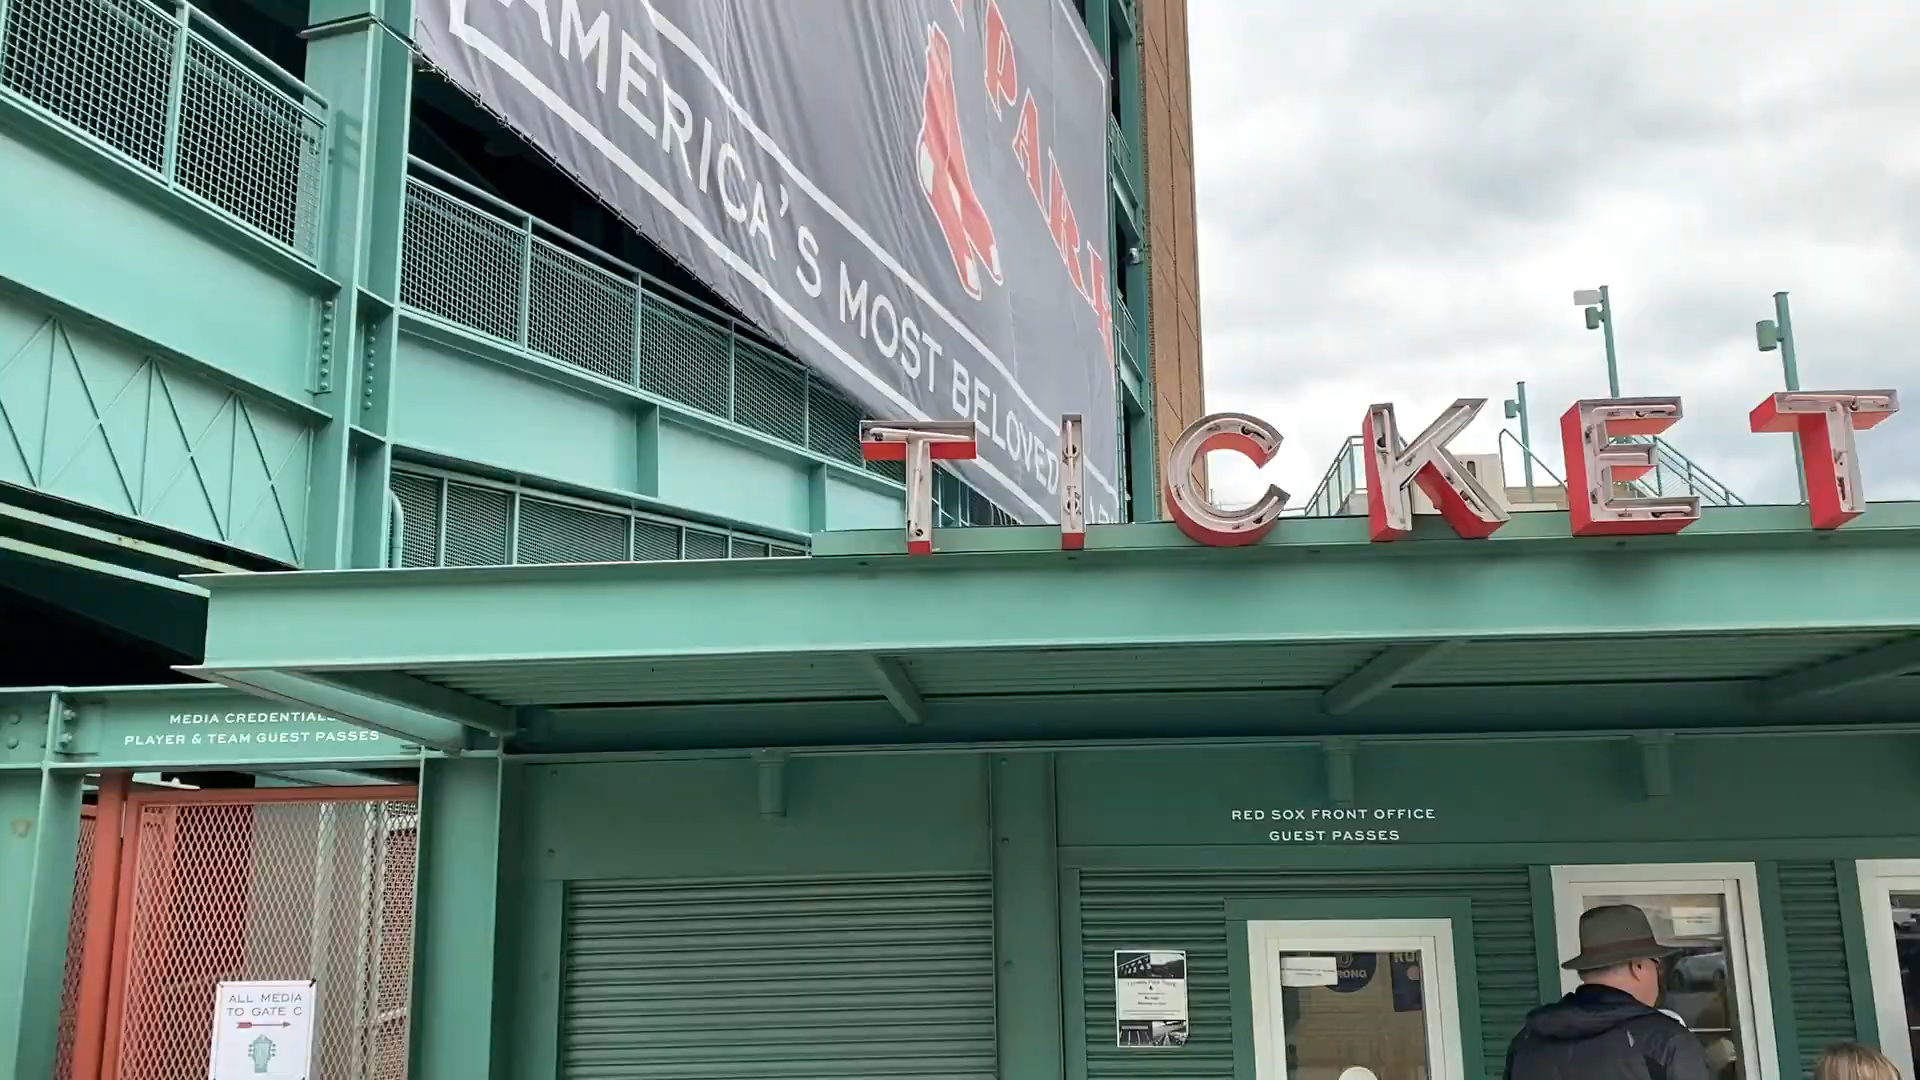 PARK
AMERICA'S MOST BELOVED
TICKET
MEDIA CREDENTIALS
PLAYER & TEAM GUEST PASSES
RED SOX FRONT OFFICE
GUEST PASSES
ALL MEDIA
TO GATE C